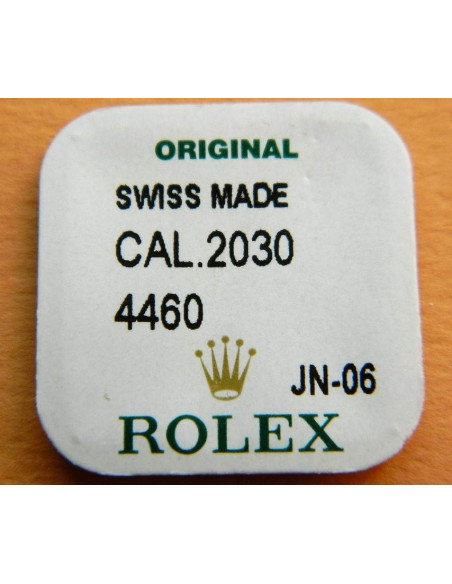 ORIGINAL
SWISS MADE
CAL.2030
4460
JN-06
ROLEX